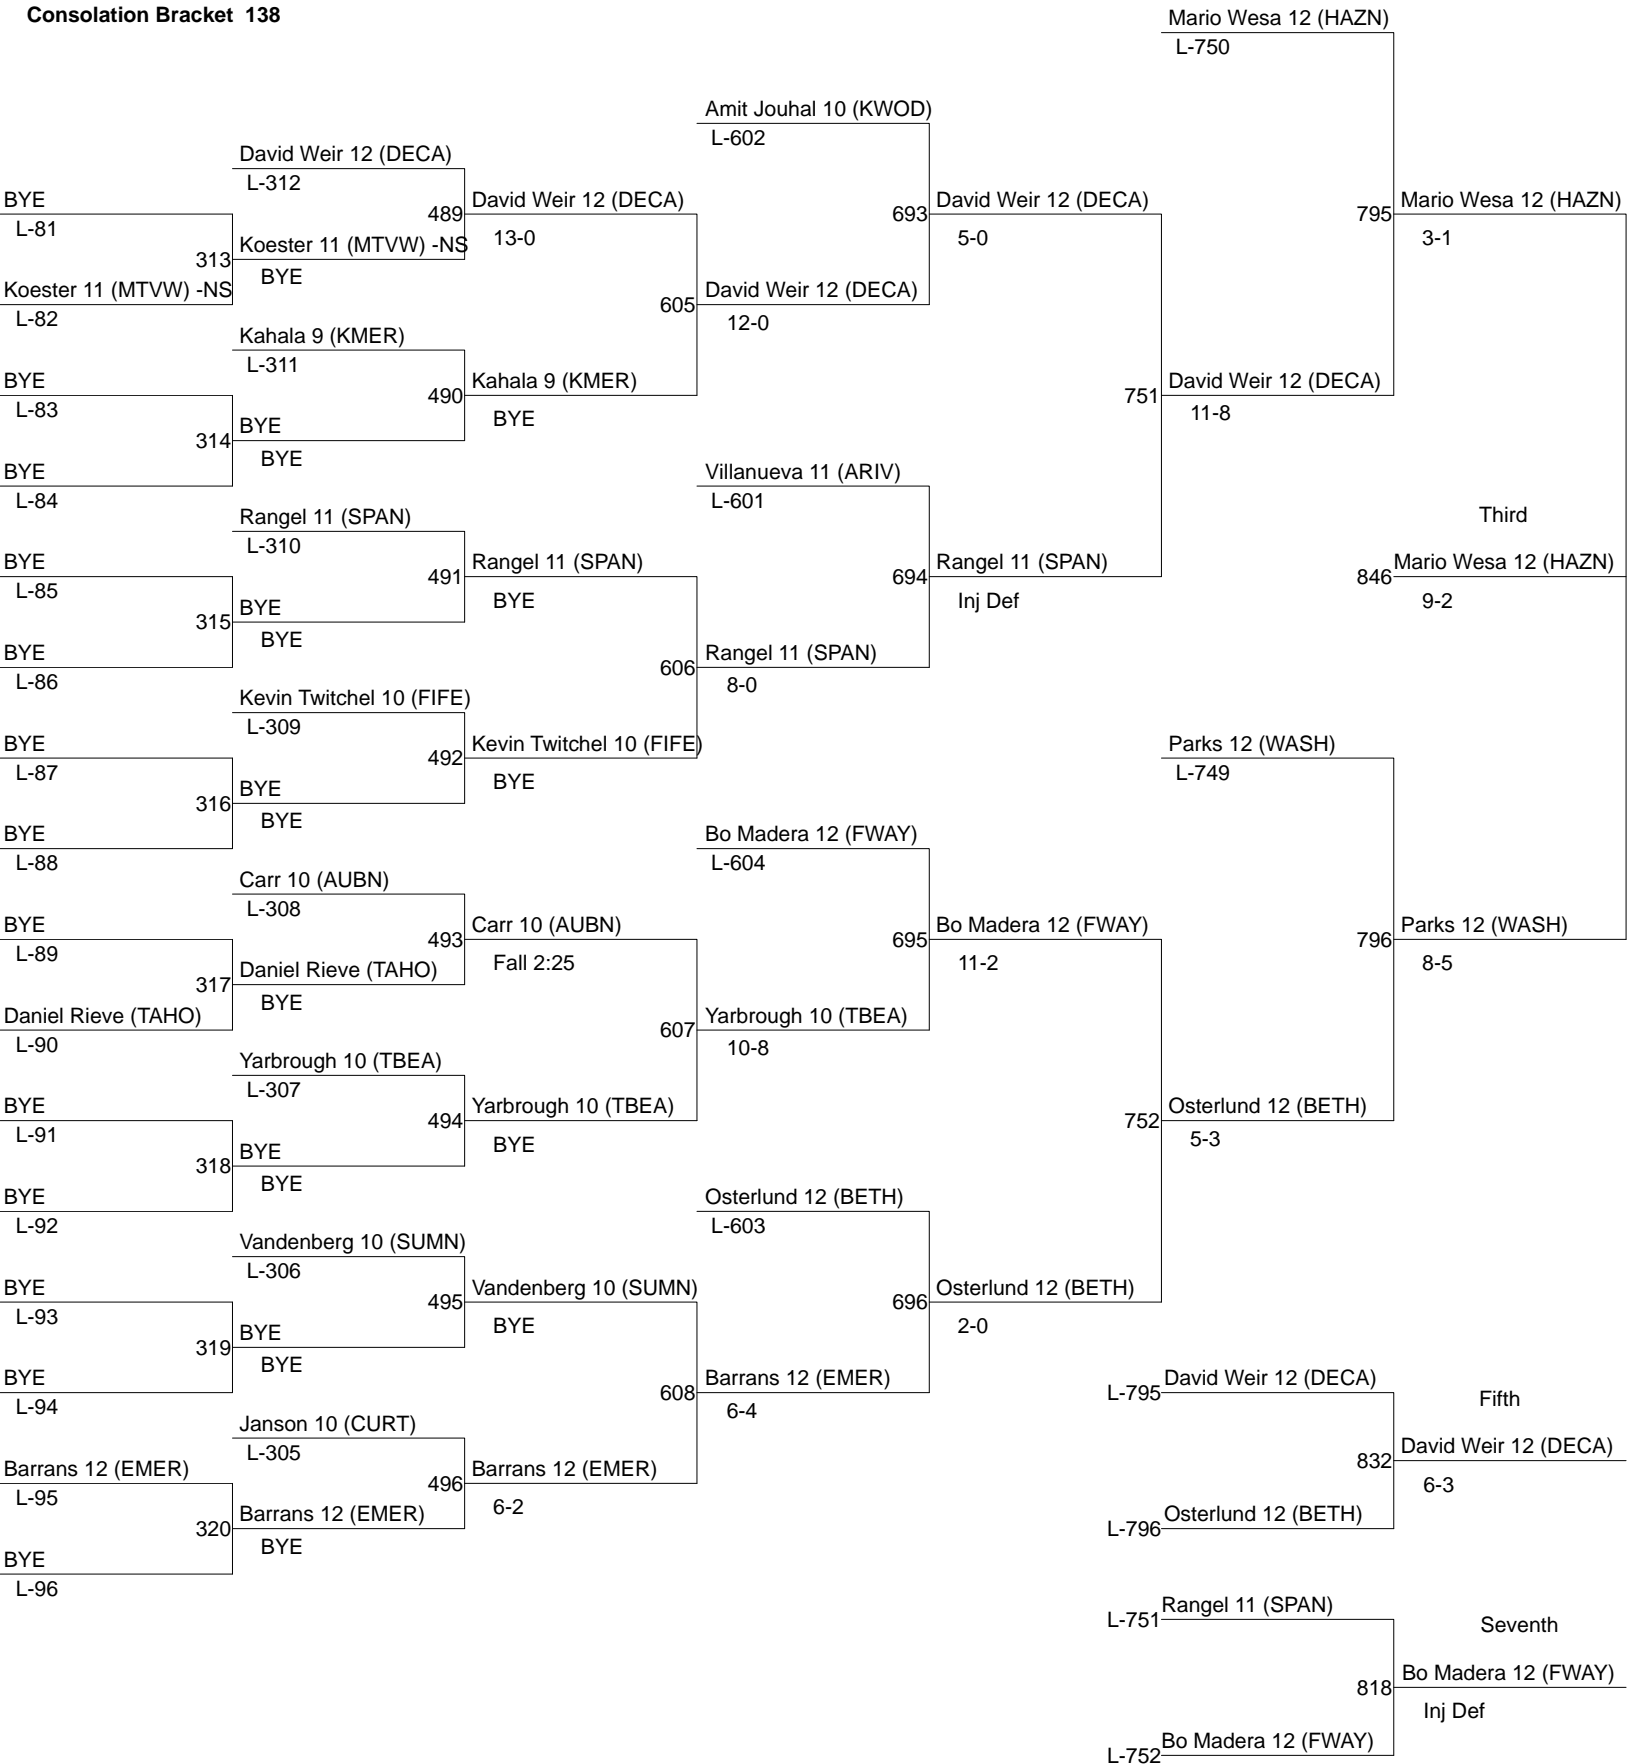 Consolation Bracket 138
BYE
L-81
Koester 11 (MTVW) -NS
L-82
BYE
L-83
BYE
L-84
BYE
L-85
BYE
L-86
BYE
L-87
BYE
L-88
BYE
L-89
Daniel Rieve (TAHO)
L-90
BYE
L-91
BYE
L-92
BYE
L-93
BYE
L-94
Barrans 12 (EMER)
L-95
BYE
L-96
David Weir 12 (DECA)
L-312
313
Koester 11 (MTVW) -NS
BYE
Kahala 9 (KMER)
L-311
314
BYE
BYE
Rangel 11 (SPAN)
L-310
315
BYE
BYE
Kevin Twitchel 10 (FIFE)
L-309
316
BYE
BYE
Carr 10 (AUBN)
L-308
317
Daniel Rieve (TAHO)
BYE
Yarbrough 10 (TBEA)
L-307
318
BYE
BYE
Vandenberg 10 (SUMN)
L-306
319
BYE
BYE
Janson 10 (CURT)
L-305
320
Barrans 12 (EMER)
BYE
489
David Weir 12 (DECA)
13-0
490
Kahala 9 (KMER)
BYE
491
Rangel 11 (SPAN)
BYE
492
Kevin Twitchel 10 (FIFE)
BYE
493
Carr 10 (AUBN)
Fall 2:25
494
Yarbrough 10 (TBEA)
BYE
495
Vandenberg 10 (SUMN)
BYE
496
Barrans 12 (EMER)
6-2
Amit Jouhal 10 (KWOD)
L-602
605
David Weir 12 (DECA)
12-0
Villanueva 11 (ARIV)
L-601
606
Rangel 11 (SPAN)
8-0
Bo Madera 12 (FWAY)
L-604
607
Yarbrough 10 (TBEA)
10-8
Osterlund 12 (BETH)
L-603
608
Barrans 12 (EMER)
6-4
693
David Weir 12 (DECA)
5-0
694
Rangel 11 (SPAN)
Inj Def
695
Bo Madera 12 (FWAY)
11-2
696
Osterlund 12 (BETH)
2-0
Mario Wesa 12 (HAZN)
L-750
751
David Weir 12 (DECA)
11-8
Parks 12 (WASH)
L-749
752
Osterlund 12 (BETH)
5-3
795
Mario Wesa 12 (HAZN)
3-1
Third
846
Mario Wesa 12 (HAZN)
9-2
796
Parks 12 (WASH)
8-5
L-795
David Weir 12 (DECA)
Fifth
832
David Weir 12 (DECA)
6-3
L-796
Osterlund 12 (BETH)
L-751
Rangel 11 (SPAN)
Seventh
818
Bo Madera 12 (FWAY)
Inj Def
L-752
Bo Madera 12 (FWAY)